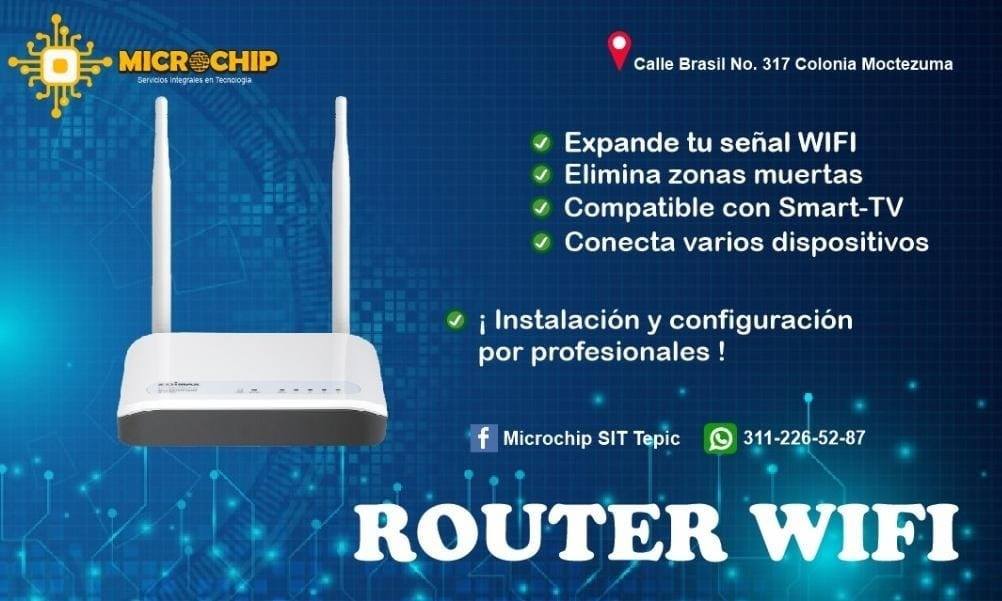 MICROCHIP
Servicios Integrales en Tecnología
Calle Brasil No. 317 Colonia Moctezuma
Expande tu señal WIFI
Elimina zonas muertas
Compatible con Smart-TV
Conecta varios dispositivos
¡ Instalación y configuración
por profesionales !
EDIMAX
Microchip SIT Tepic
311-226-52-87
ROUTER WIFI